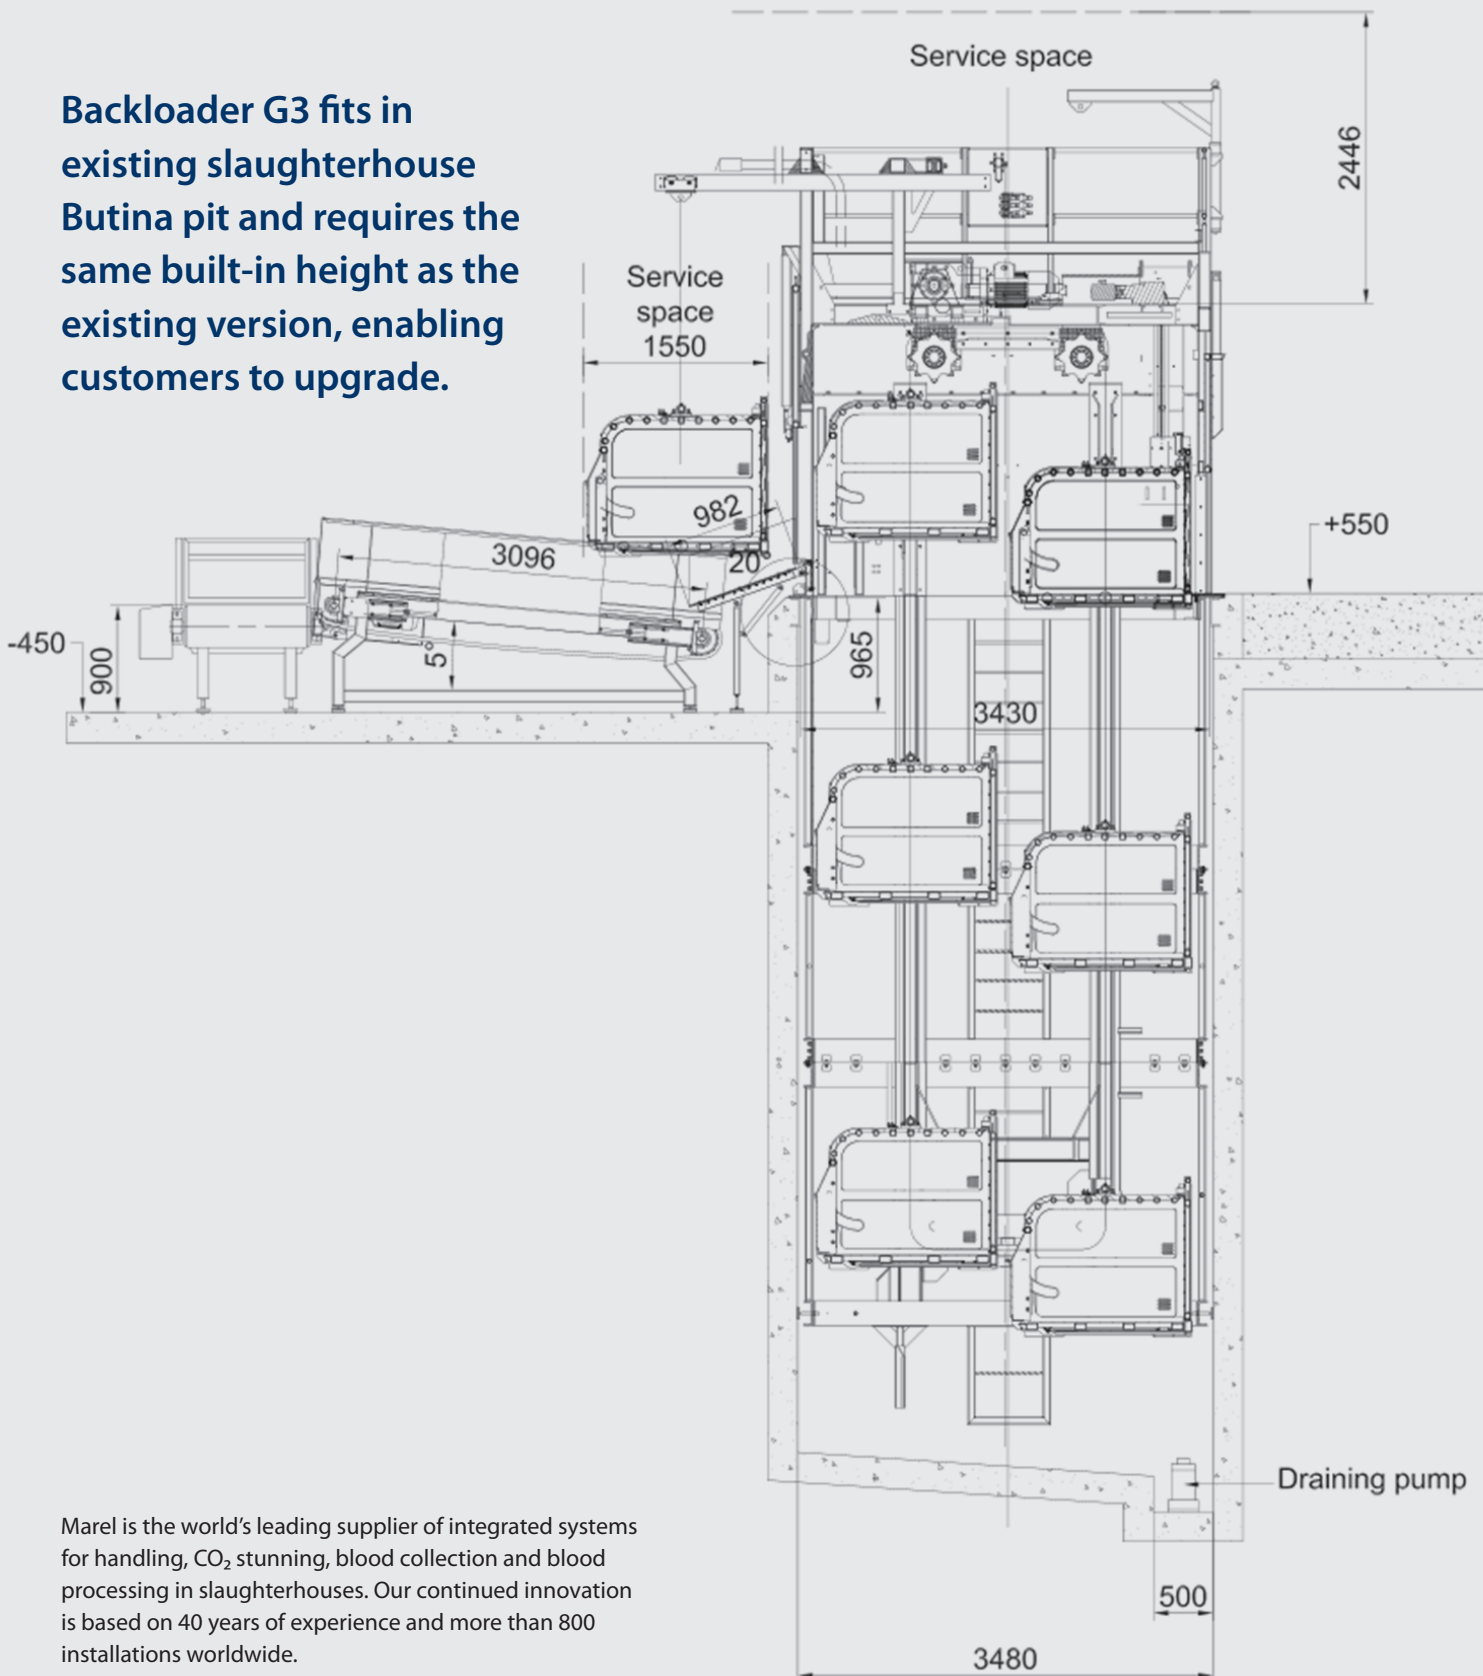 Service space
Backloader G3 fits in
existing slaughterhouse
Butina pit and requires the
same built-in height as the
existing version, enabling
customers to upgrade.
2446
Service
space
1550
982
20
3096
+550
-450
900
5°
965
3430
Draining pump
Marel is the world’s leading supplier of integrated systems
for handling, CO₂ stunning, blood collection and blood
processing in slaughterhouses. Our continued innovation
is based on 40 years of experience and more than 800
installations worldwide.
500
3480